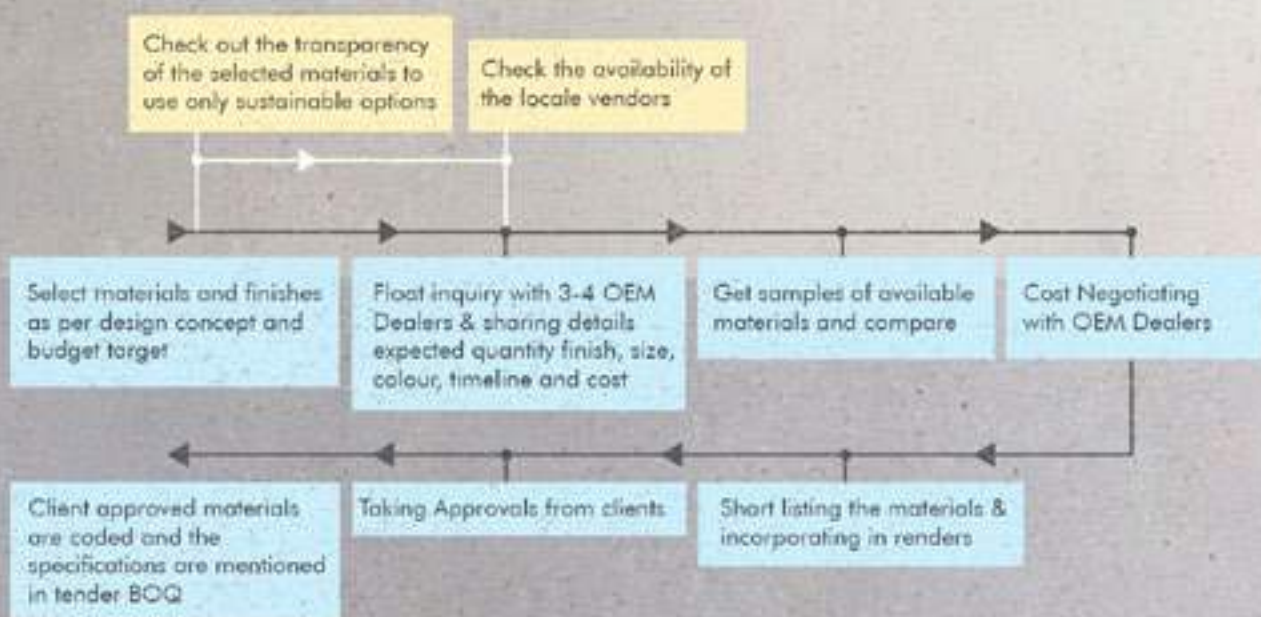 Check out the transparency
of the selected materials to
use only sustainable options
Check the availability of
the locale vendors
Select materials and finishes
as per design concept and
budget target
Float inquiry with 3-4 OEM
Dealers & sharing details
expected quantity finish, size,
colour, timeline and cost
Get samples of available
materials and compare
Cost Negotiating
with OEM Dealers
Short listing the materials &
incorporating in renders
Taking Approvals from clients
Client approved materials
are coded and the
specifications are mentioned
in tender BOQ